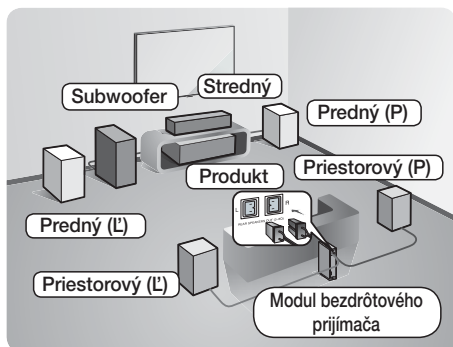 Subwoofer
Stredný
Predný (P)
Produkt
Priestorový (P)
L
R
Predný (Ľ)
Priestorový (Ľ)
Modul bezdrôtového
prijímača